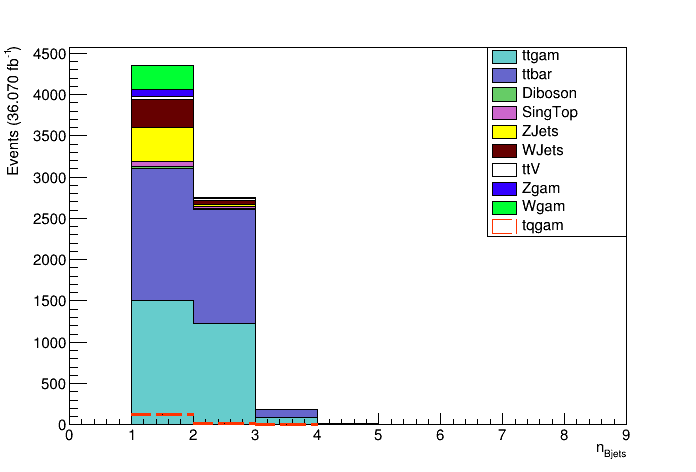 Events (36.070 fb⁻¹)
4500
4000
3500
3000
2500
2000
1500
1000
500
0
0 1 2 3 4 5 6 7 8 9
n_Bjets
ttgam
ttbar
Diboson
SingTop
ZJets
WJets
ttV
Zgam
Wgam
tqgam